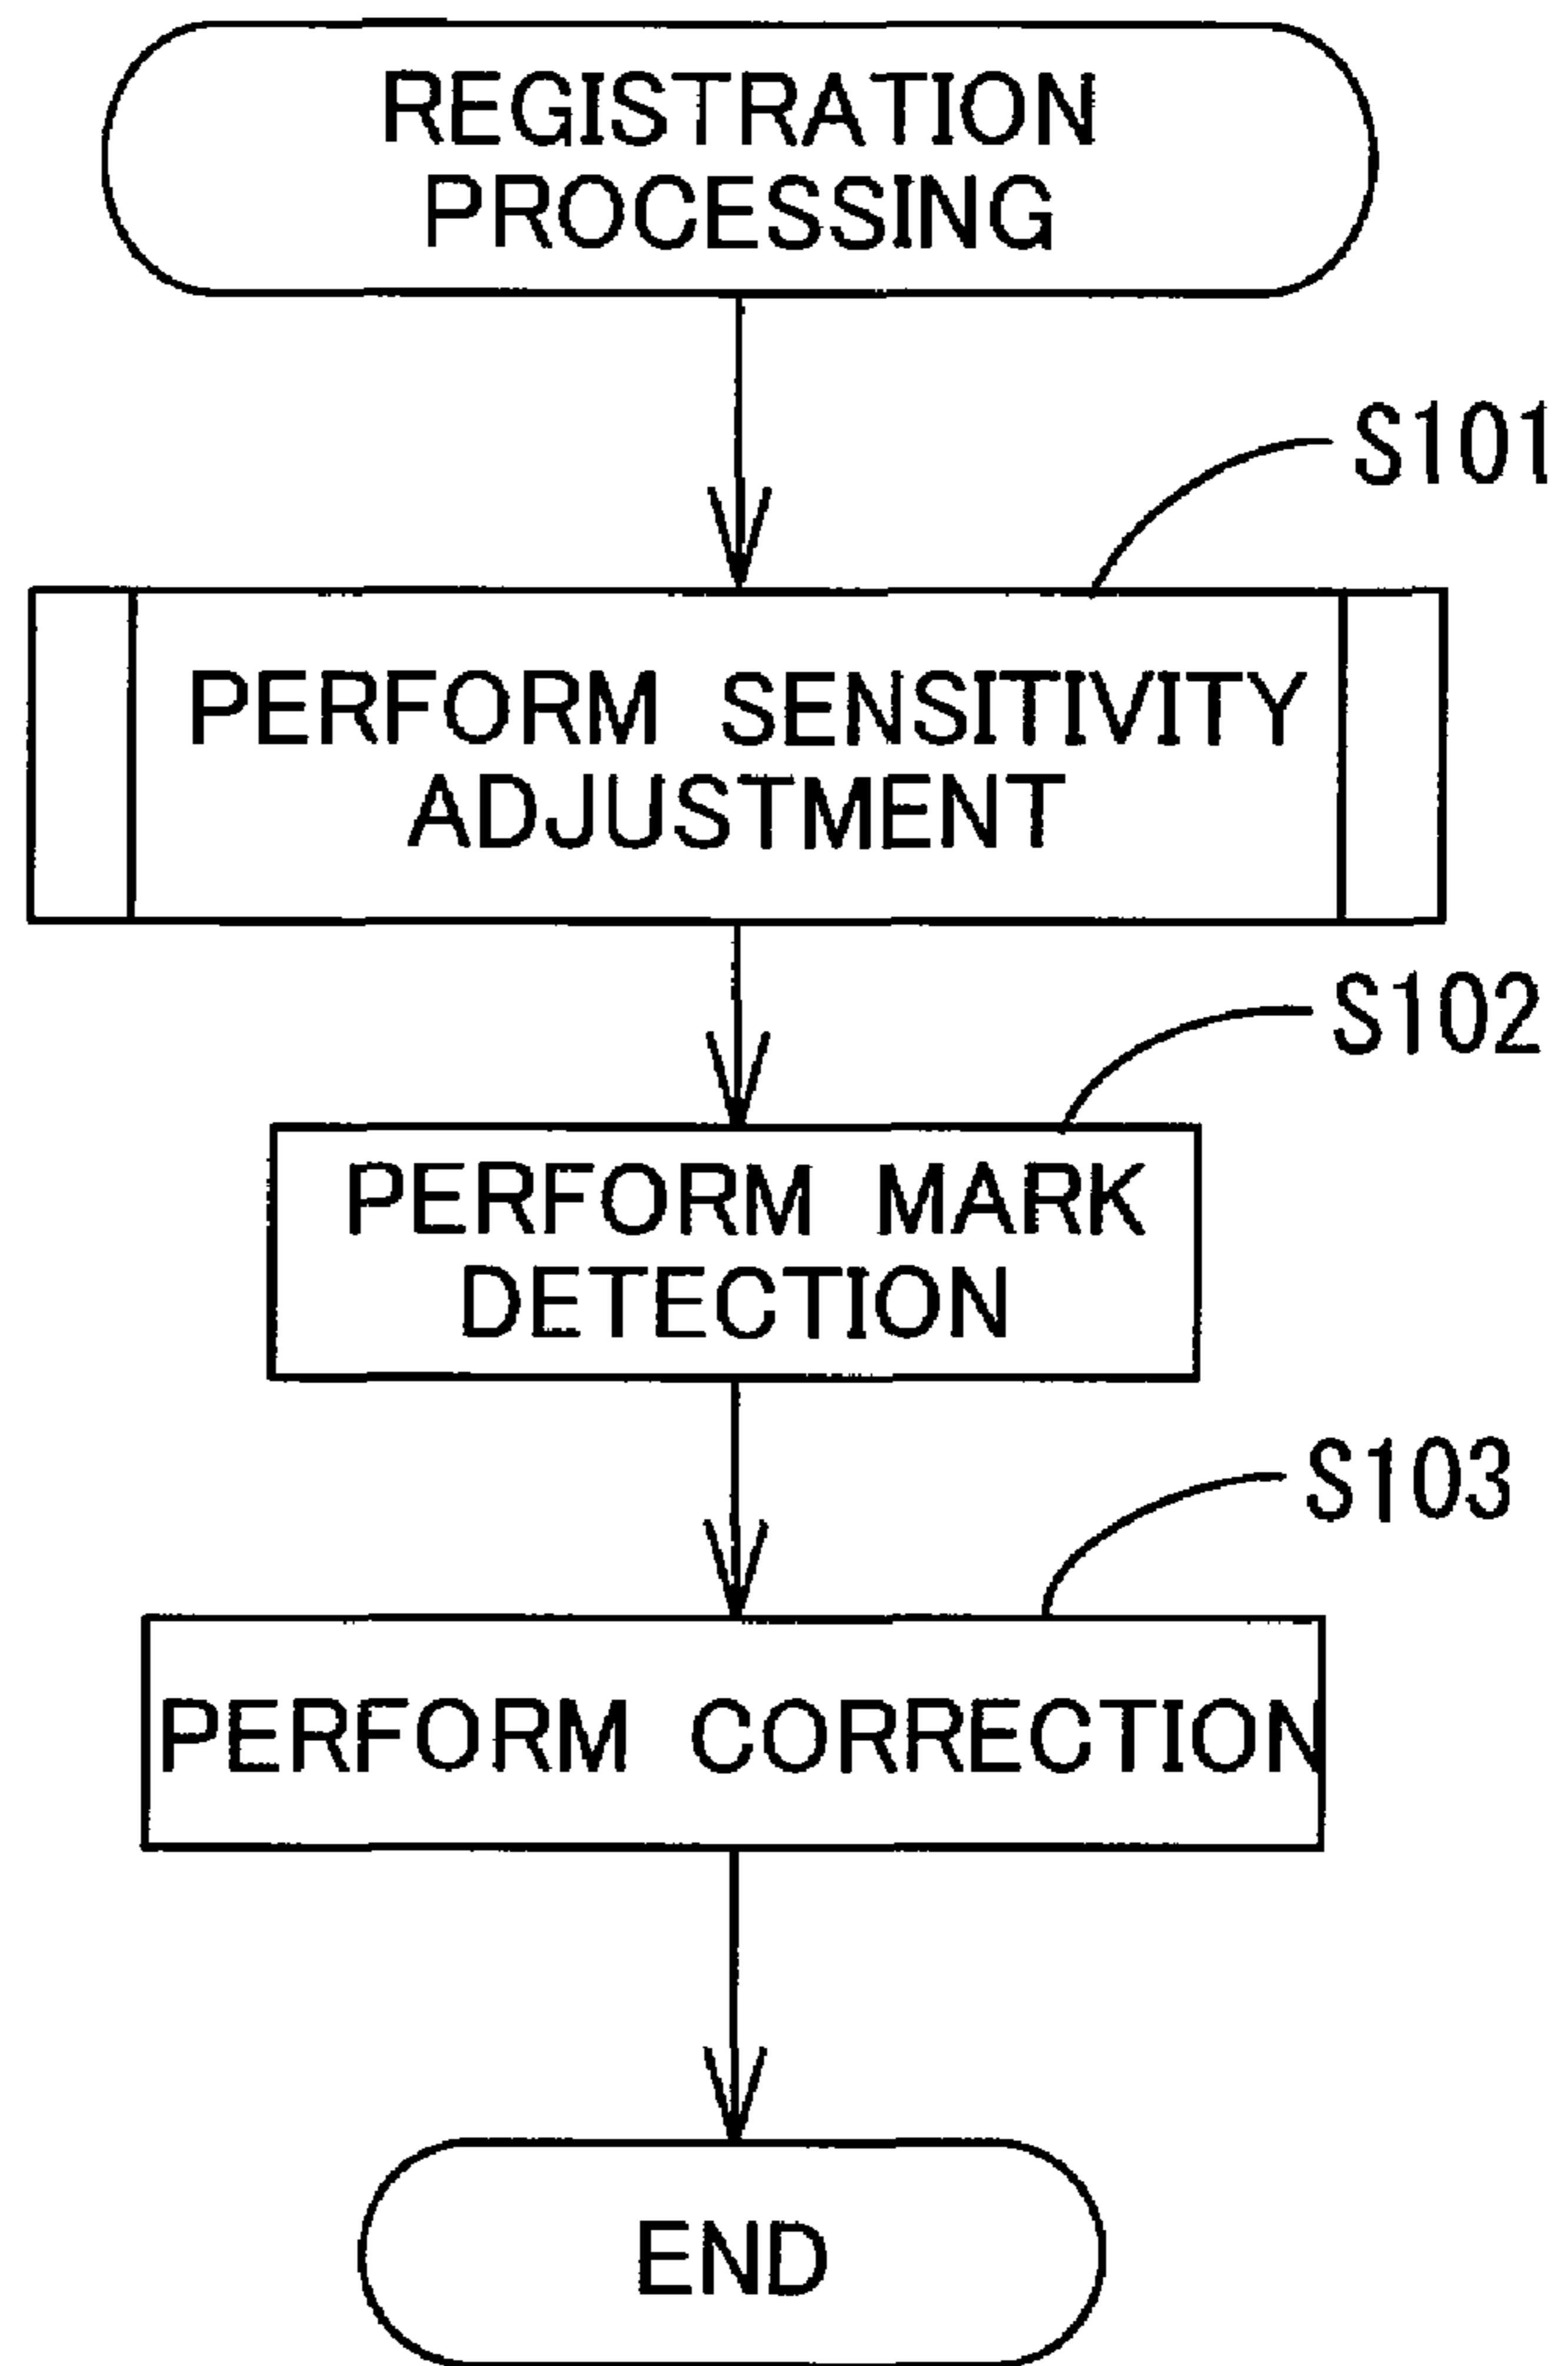 REGISTRATION
PROCESSING
S101
PERFORM SENSITIVITY
ADJUSTMENT
S102
PERFORM MARK
DETECTION
S103
PERFORM CORRECTION
END